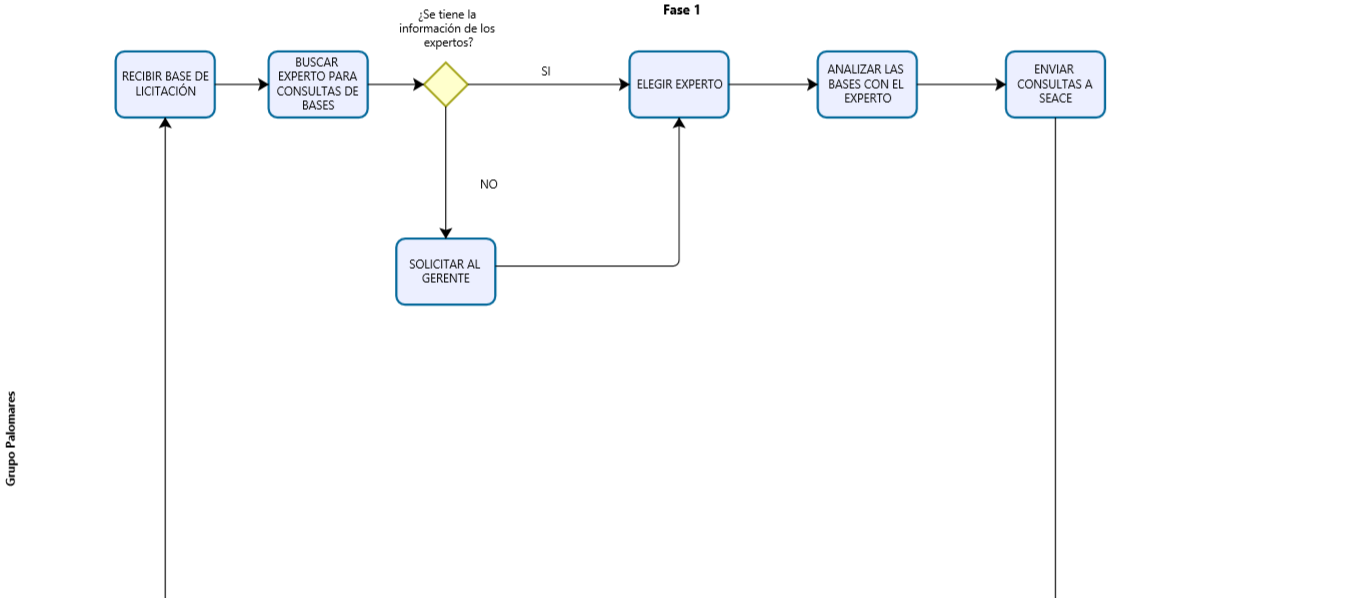 Fase 1
¿Se tiene la
información de los
expertos?
RECIBIR BASE DE
LICITACIÓN
BUSCAR
EXPERTO PARA
CONSULTAS DE
BASES
SI
ELEGIR EXPERTO
ANALIZAR LAS
BASES CON EL
EXPERTO
ENVIAR
CONSULTAS A
SEACE
NO
SOLICITAR AL
GERENTE
Grupo Palomares